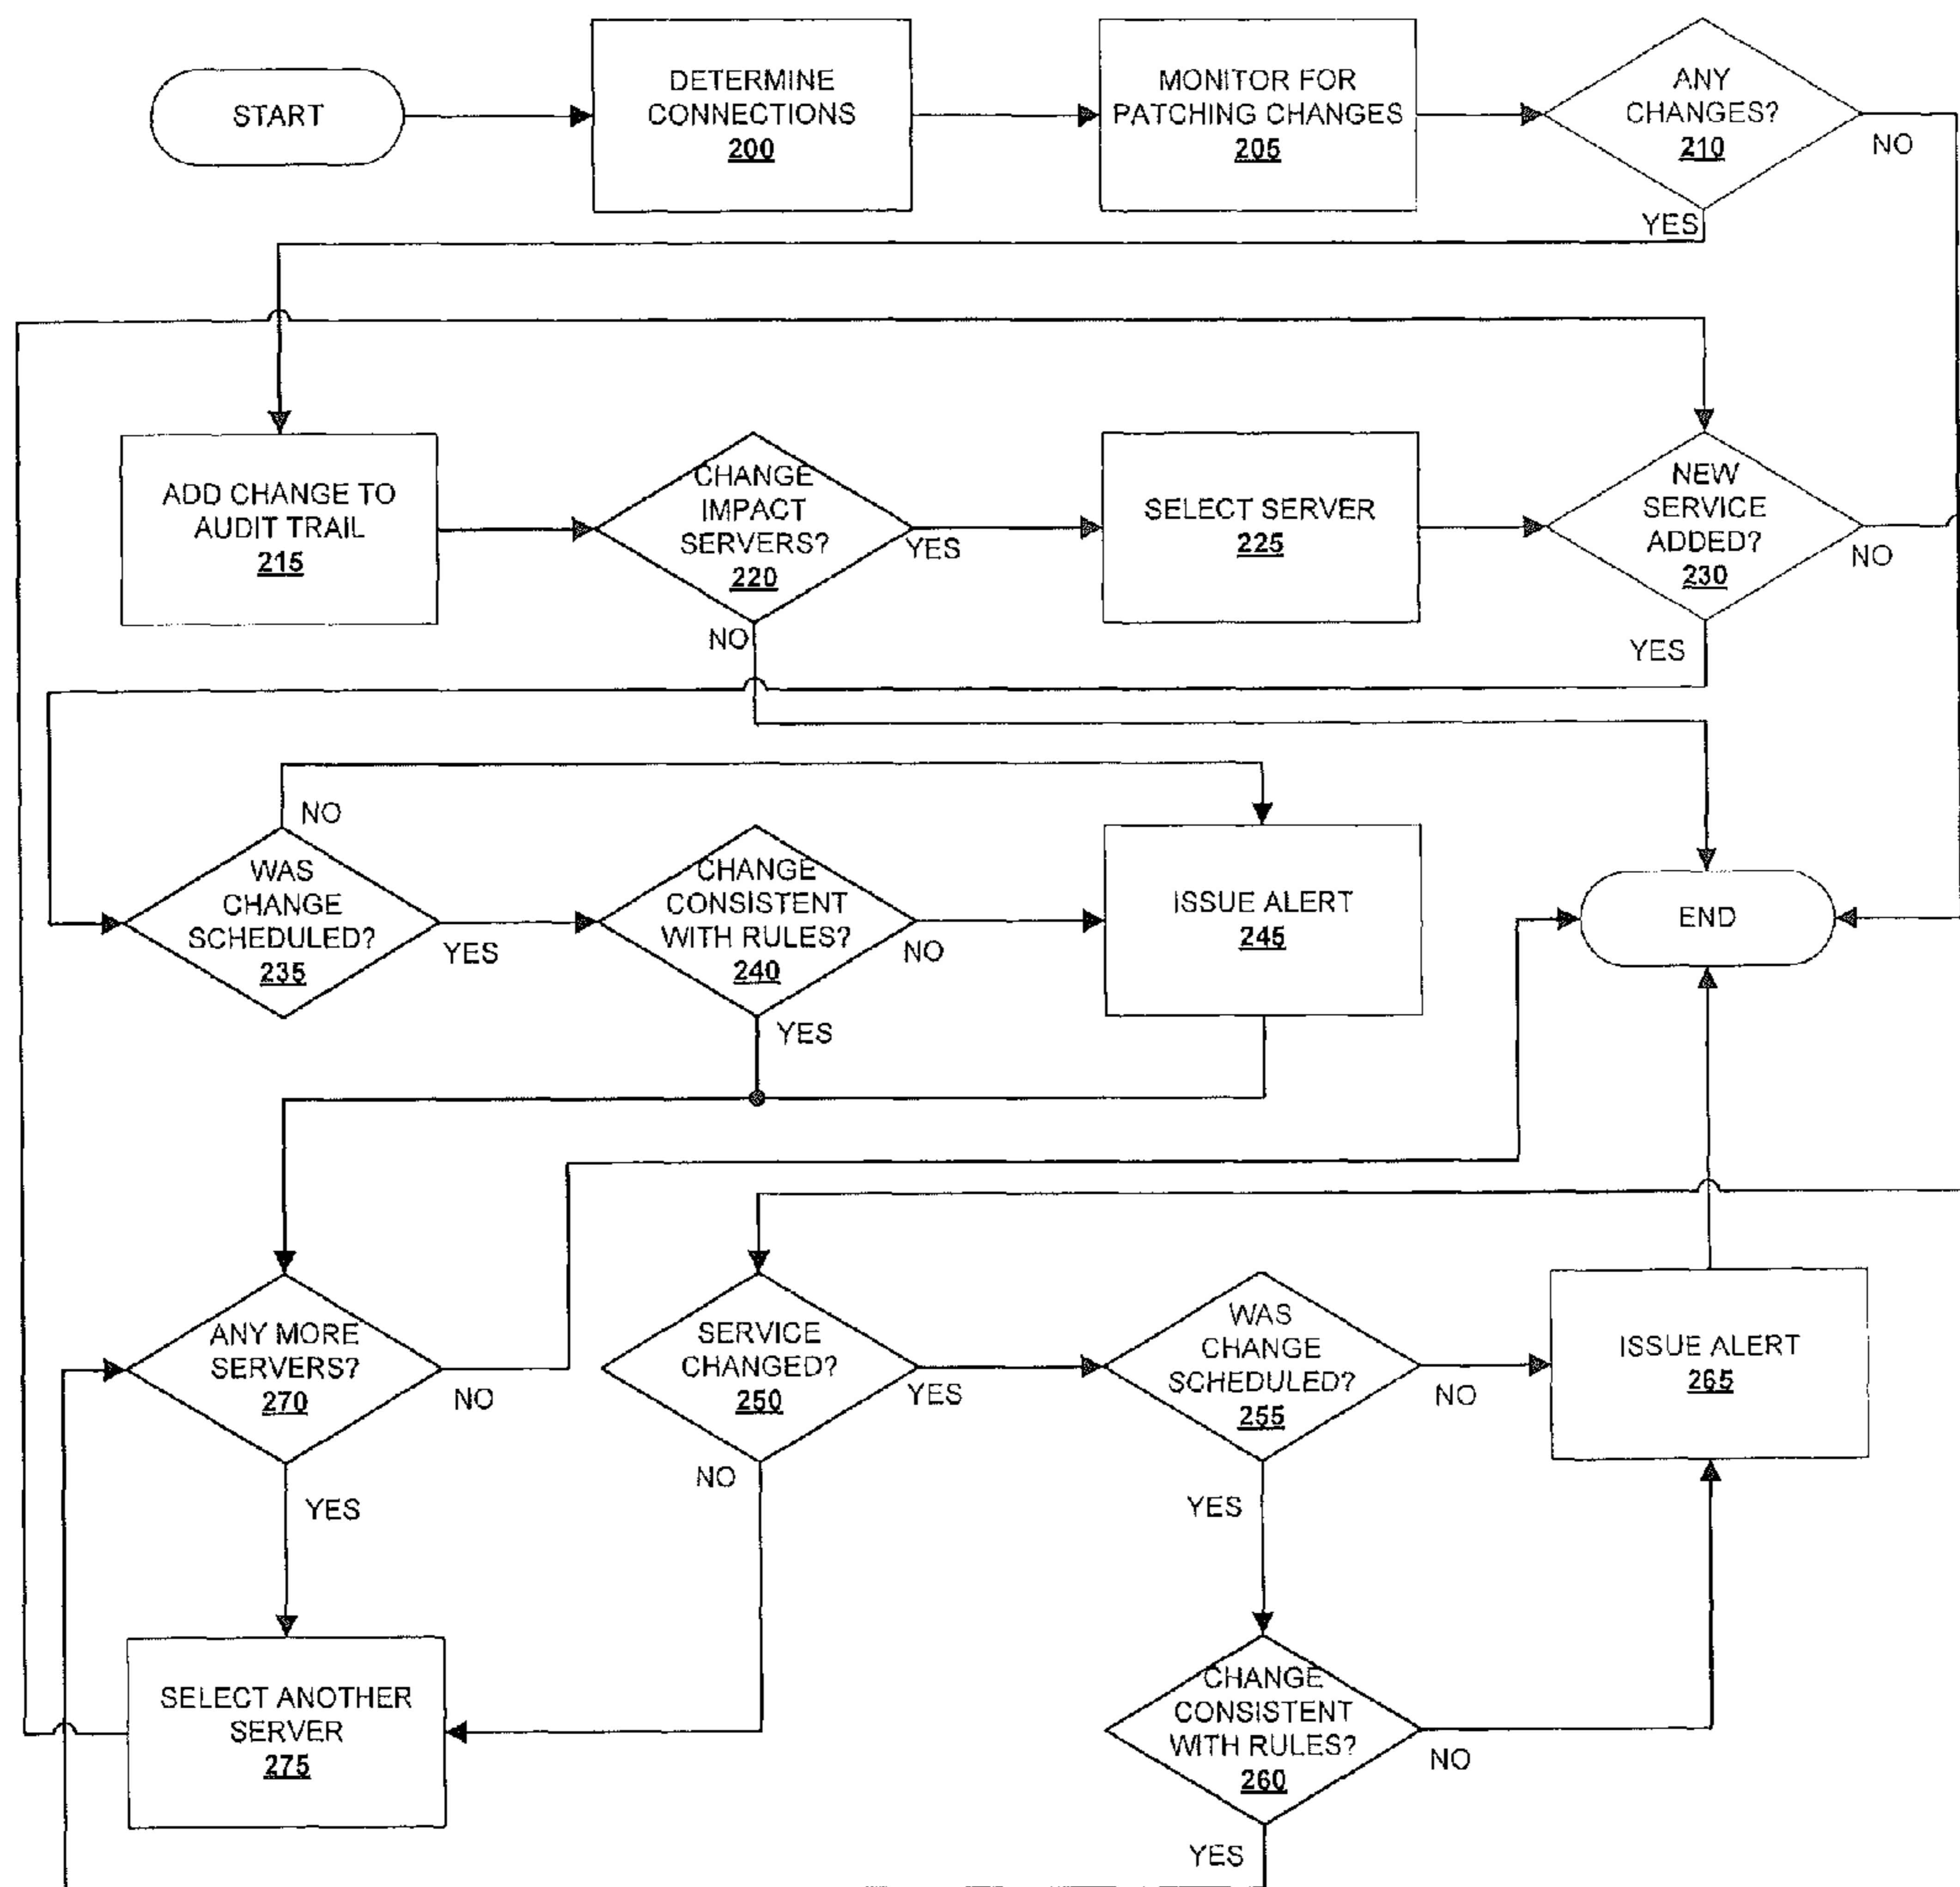 START
DETERMINE
CONNECTIONS
200
MONITOR FOR
PATCHING CHANGES
205
ANY
CHANGES?
210
NO
YES
ADD CHANGE TO
AUDIT TRAIL
215
CHANGE
IMPACT
SERVERS?
220
YES
NO
SELECT SERVER
225
NEW
SERVICE
ADDED?
230
NO
YES
WAS
CHANGE
SCHEDULED?
235
NO
YES
CHANGE
CONSISTENT
WITH RULES?
240
NO
YES
ISSUE ALERT
245
END
ANY MORE
SERVERS?
270
NO
YES
SERVICE
CHANGED?
250
YES
NO
WAS
CHANGE
SCHEDULED?
255
NO
YES
ISSUE ALERT
265
SELECT ANOTHER
SERVER
275
CHANGE
CONSISTENT
WITH RULES?
260
NO
YES